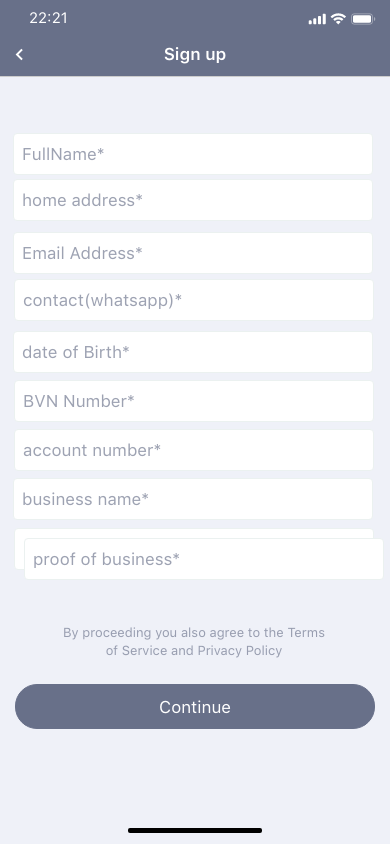 22:21
Sign up
FullName*
home address*
Email Address*
contact(whatsapp)*
date of Birth*
BVN Number*
account number*
business name*
proof of business*
By proceeding you also agree to the Terms
of Service and Privacy Policy
Continue